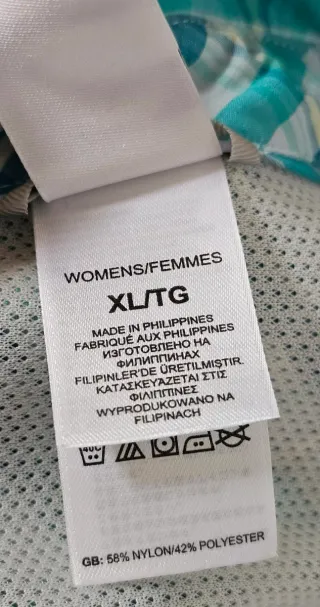 WOMENS/FEMMES
XL/TG
MADE IN PHILIPPINES
FABRIQUÉ AUX PHILIPPINES
ИЗГОТОВЛЕНО НА
ФИЛИППИНАХ
FILIPINLER'DE ÜRETILMIŞTIR.
ΚΑΤΑΣΚΕΥΑΖΕΤΑΙ ΣΤΙΣ
ΦΙΛΙΠΠΙΝΕΣ
WYPRODUKOWANO NA
FILIPINACH
40C
GB: 58% NYLON/42% POLYESTER